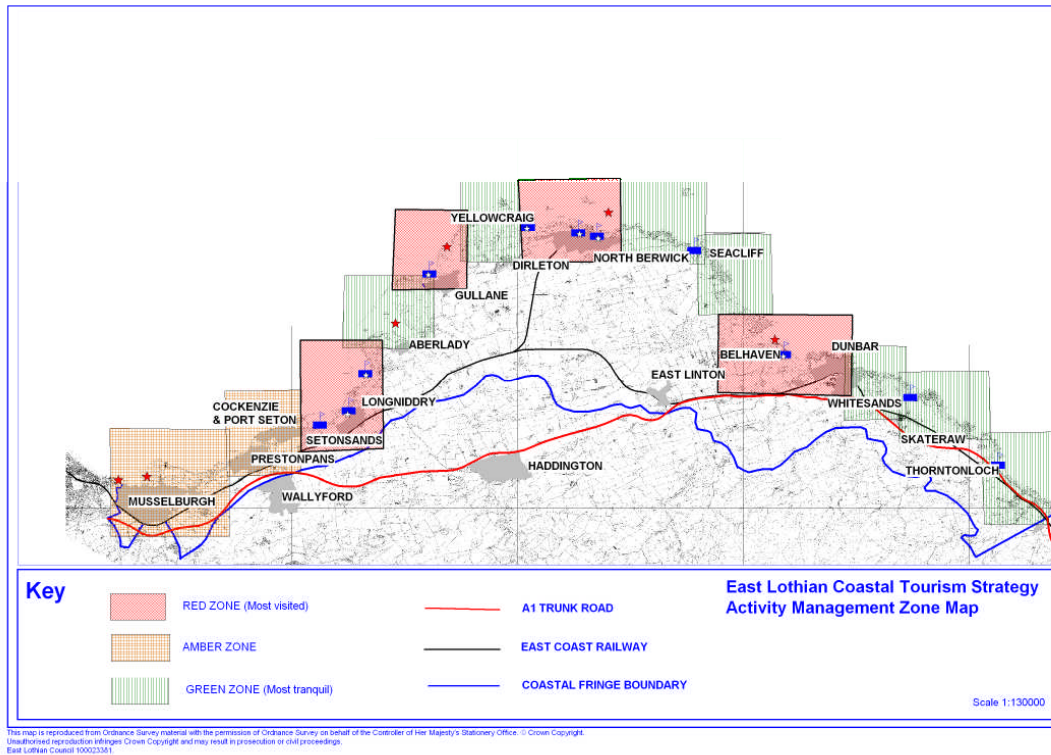 YELLOWCRAIG
DIRLETON
NORTH BERWICK
SEACLIFF
GULLANE
ABERLADY
BELHAVEN
DUNBAR
EAST LINTON
LONGNIDDRY
COCKENZIE
& PORT SETON
SETONSANDS
WHITESANDS
SKATERAW
PRESTONPANS
HADDINGTON
THORNTONLOCH
MUSSELBURGH
WALLYFORD
Key
East Lothian Coastal Tourism Strategy
Activity Management Zone Map
RED ZONE (Most visited)
A1 TRUNK ROAD
AMBER ZONE
EAST COAST RAILWAY
GREEN ZONE (Most tranquil)
COASTAL FRINGE BOUNDARY
Scale 1:130000
This map is reproduced from Ordnance Survey material with the permission of Ordnance Survey on behalf of the Controller of Her Majesty's Stationery Office. © Crown Copyright.
Unauthorised reproduction infringes Crown Copyright and may result in prosecution or civil proceedings.
East Lothian Council 100023381.